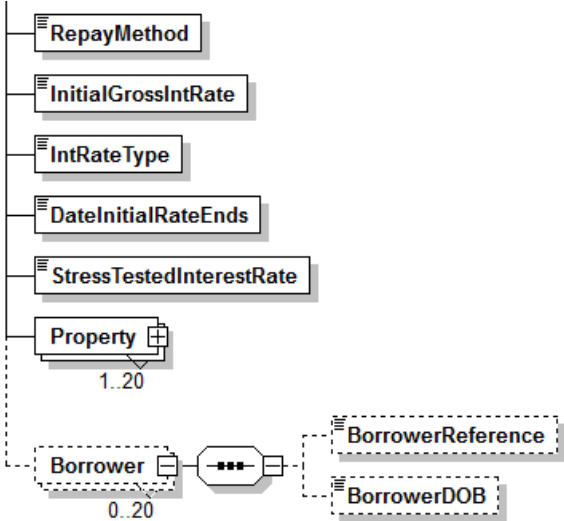 RepayMethod
InitialGrossIntRate
IntRateType
DateInitialRateEnds
StressTestedInterestRate
Property
1..20
BorrowerReference
Borrower
BorrowerDOB
0..20